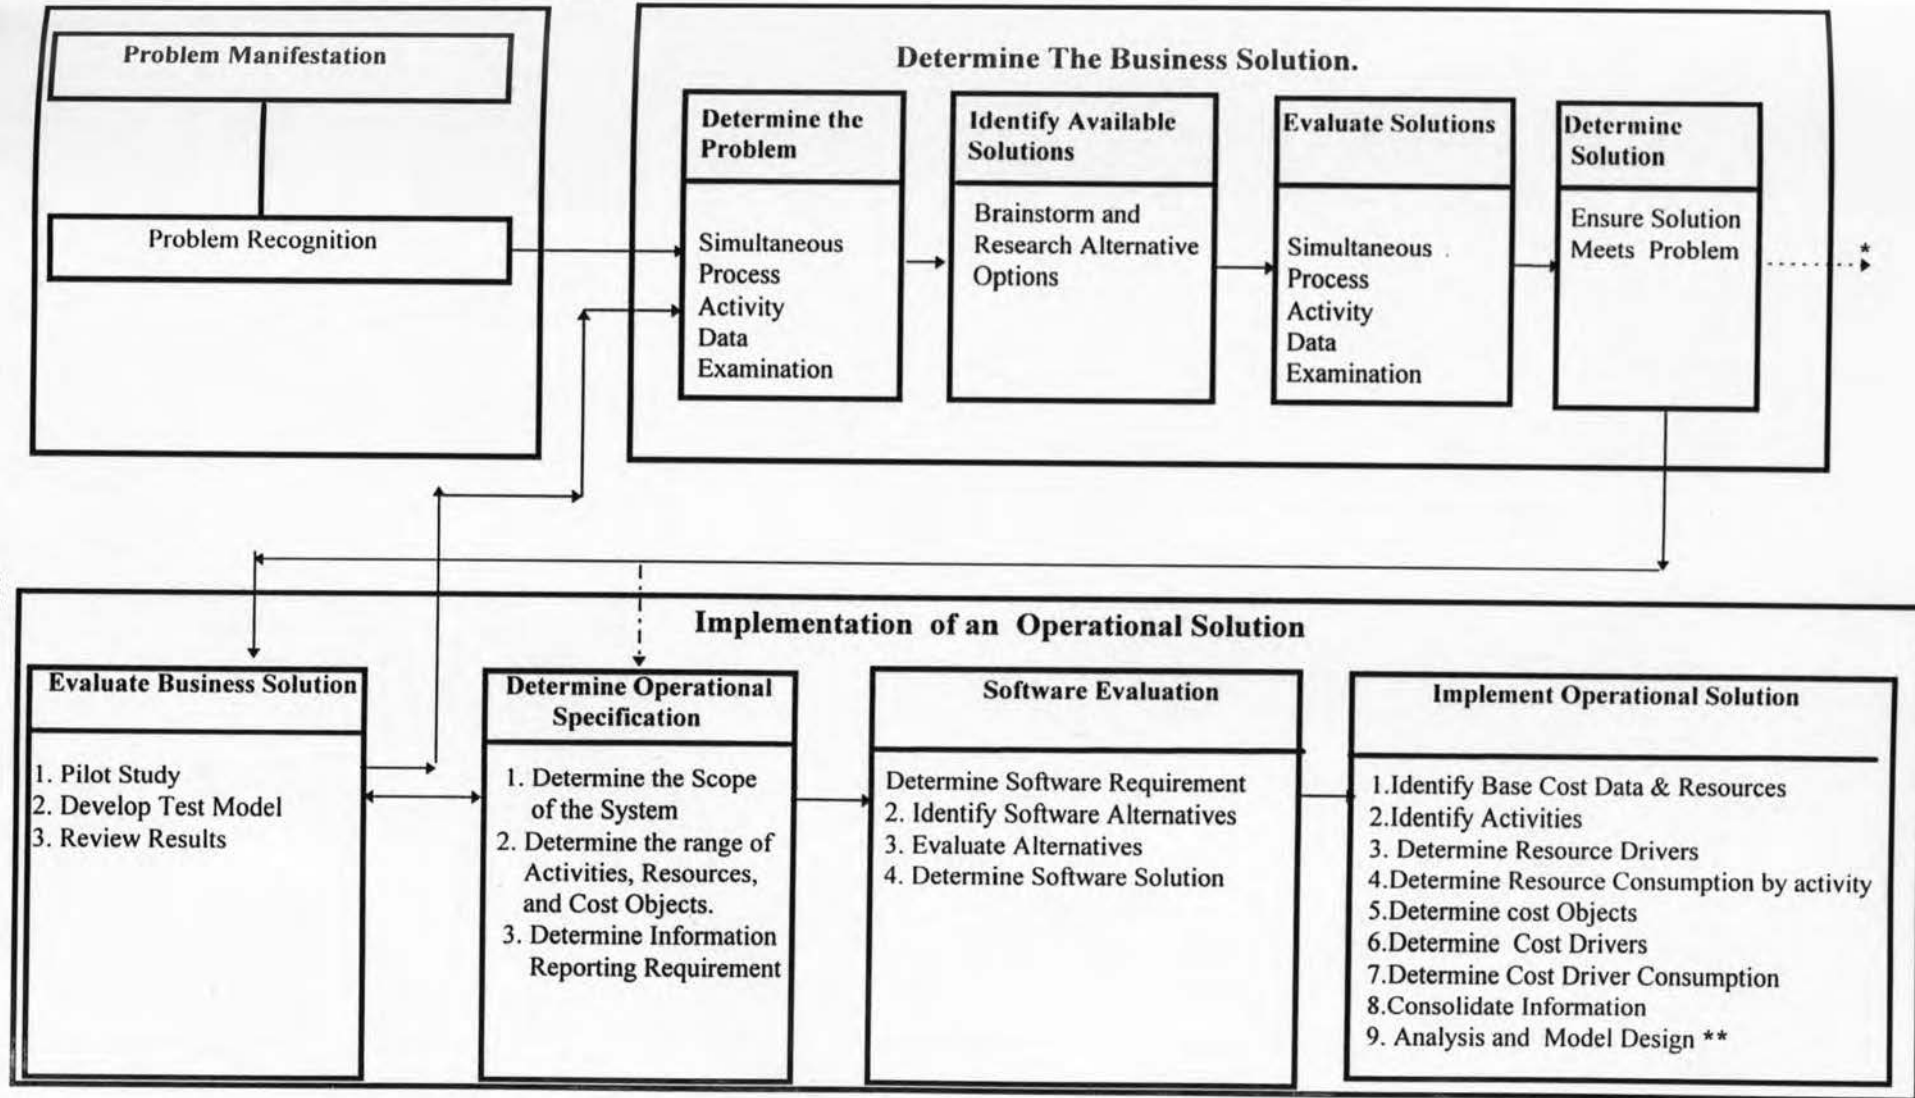 Problem Manifestation
Problem Recognition
Determine The Business Solution.
Determine the
Problem
Simultaneous
Process
Activity
Data
Examination
Identify Available
Solutions
Brainstorm and
Research Alternative
Options
Evaluate Solutions
Simultaneous
Process
Activity
Data
Examination
Determine
Solution
Ensure Solution
Meets Problem
*
Implementation of an Operational Solution
Evaluate Business Solution
1. Pilot Study
2. Develop Test Model
3. Review Results
Determine Operational
Specification
1. Determine the Scope
of the System
2. Determine the range of
Activities, Resources,
and Cost Objects.
3. Determine Information
Reporting Requirement
Software Evaluation
Determine Software Requirement
2. Identify Software Alternatives
3. Evaluate Alternatives
4. Determine Software Solution
Implement Operational Solution
1.Identify Base Cost Data & Resources
2.Identify Activities
3. Determine Resource Drivers
4.Determine Resource Consumption by activity
5.Determine cost Objects
6.Determine Cost Drivers
7.Determine Cost Driver Consumption
8.Consolidate Information
9. Analysis and Model Design **